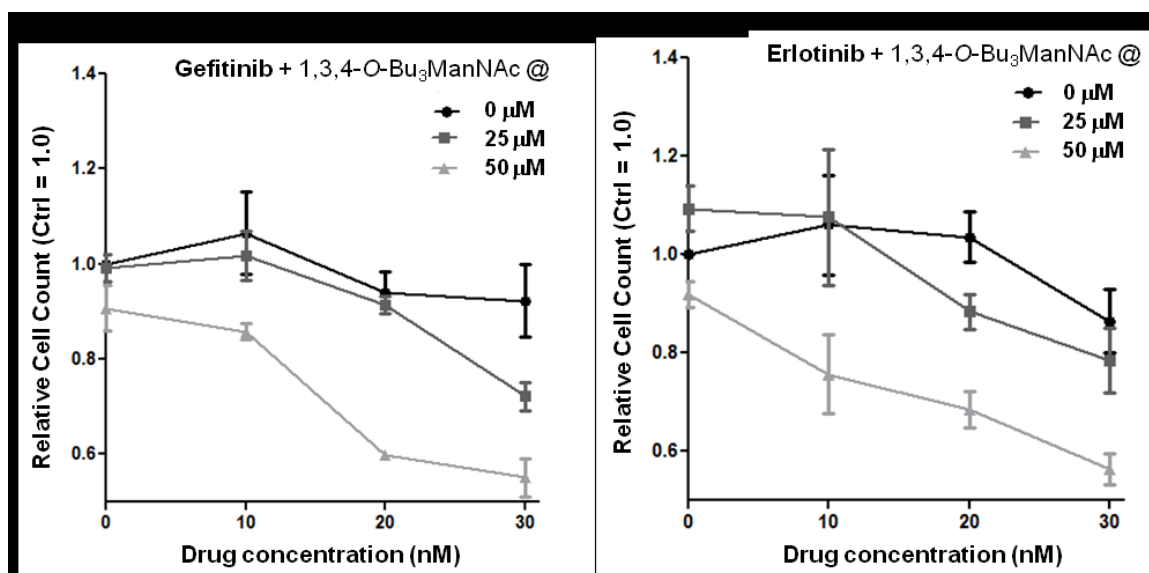 Gefitinib + 1,3,4-O-Bu₃ManNAc @
0 μM
25 μM
50 μM
Relative Cell Count (Ctrl = 1.0)
1.4
1.2
1.0
0.8
0.6
0
10
20
30
Drug concentration (nM)
Erlotinib + 1,3,4-O-Bu₃ManNAc @
0 μM
25 μM
50 μM
Relative Cell Count (Ctrl = 1.0)
1.4
1.2
1.0
0.8
0.6
0
10
20
30
Drug concentration (nM)